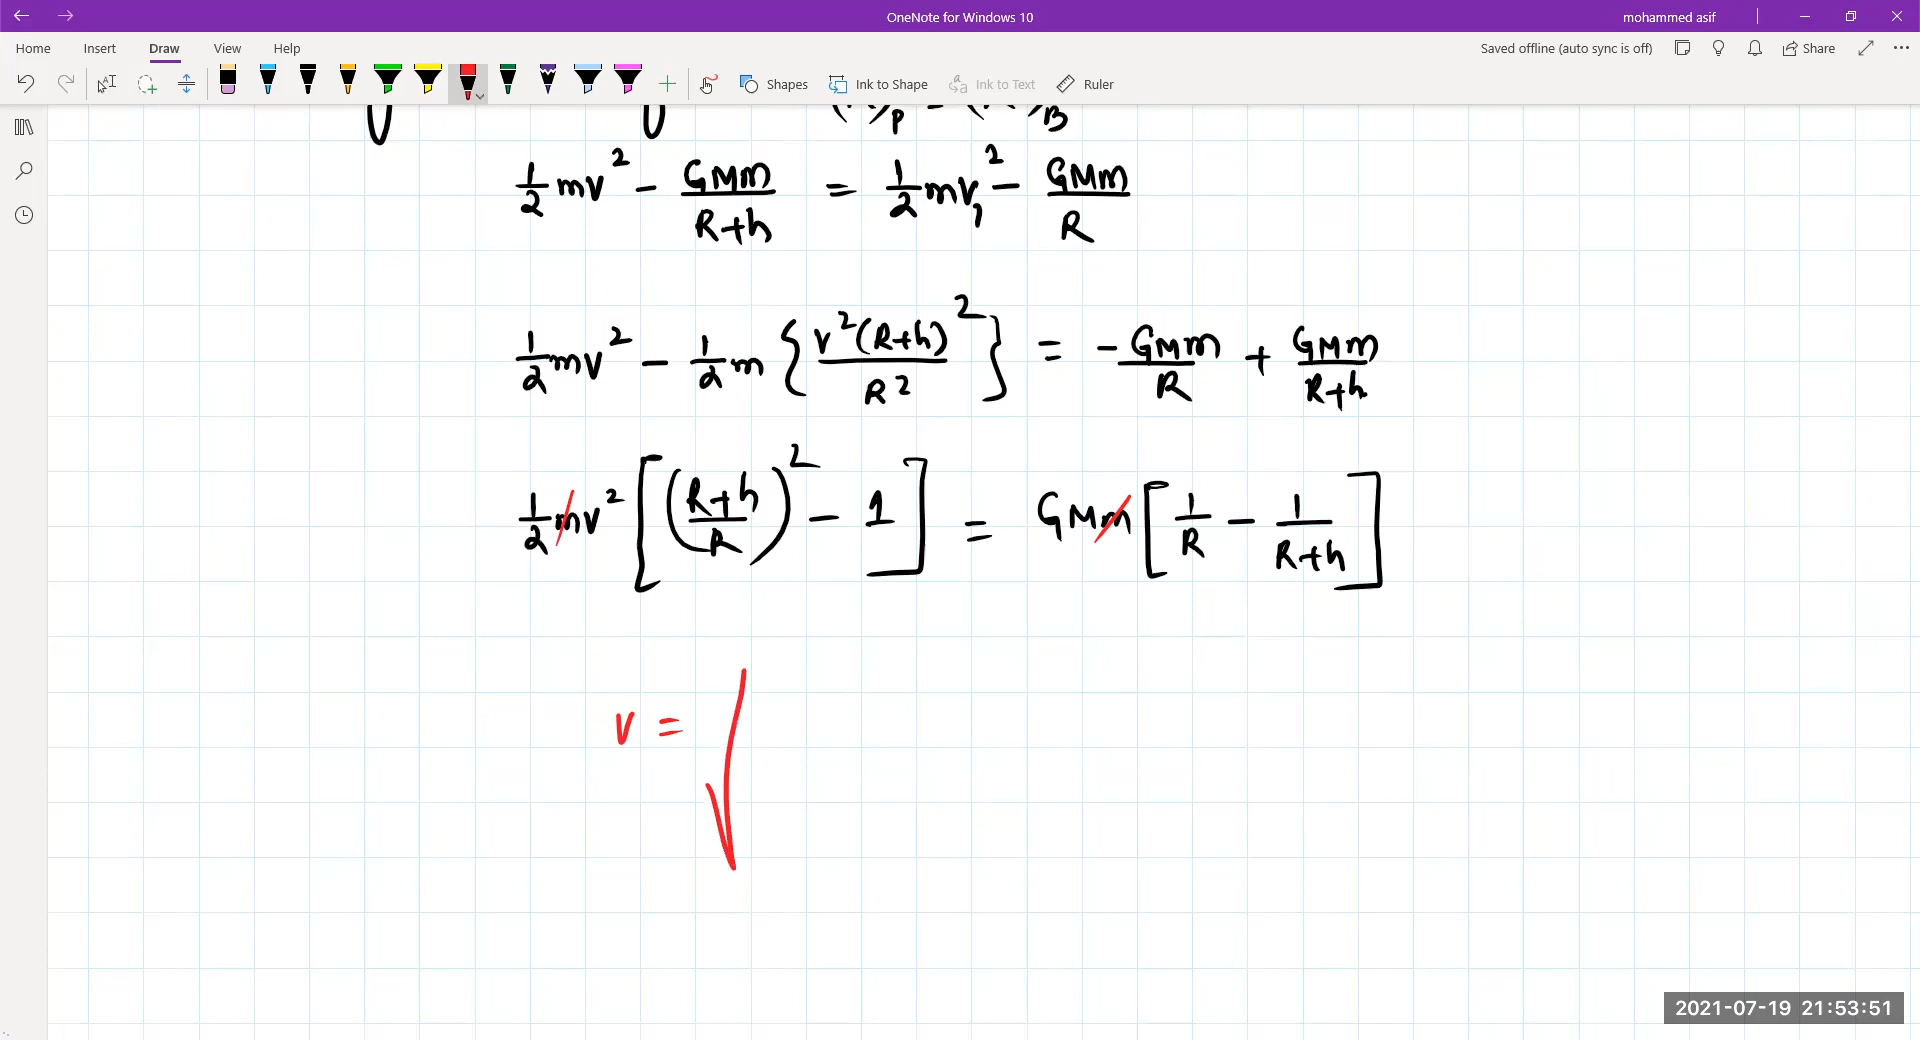 OneNote for Windows 10
mohammed asif
Home Insert Draw View Help
Saved offline (auto sync is off) Share
Shapes Ink to Shape Ink to Text Ruler
1/2 mv² - GMm/(R+h) = 1/2 mv₁² - GMm/R
1/2 mv² - 1/2 m {v²(R+h)²/R²} = -GMm/R + GMm/(R+h)
1/2 mv² [((R+h)/R)² - 1] = GMm [1/R - 1/(R+h)]
v = √
2021-07-19 21:53:51